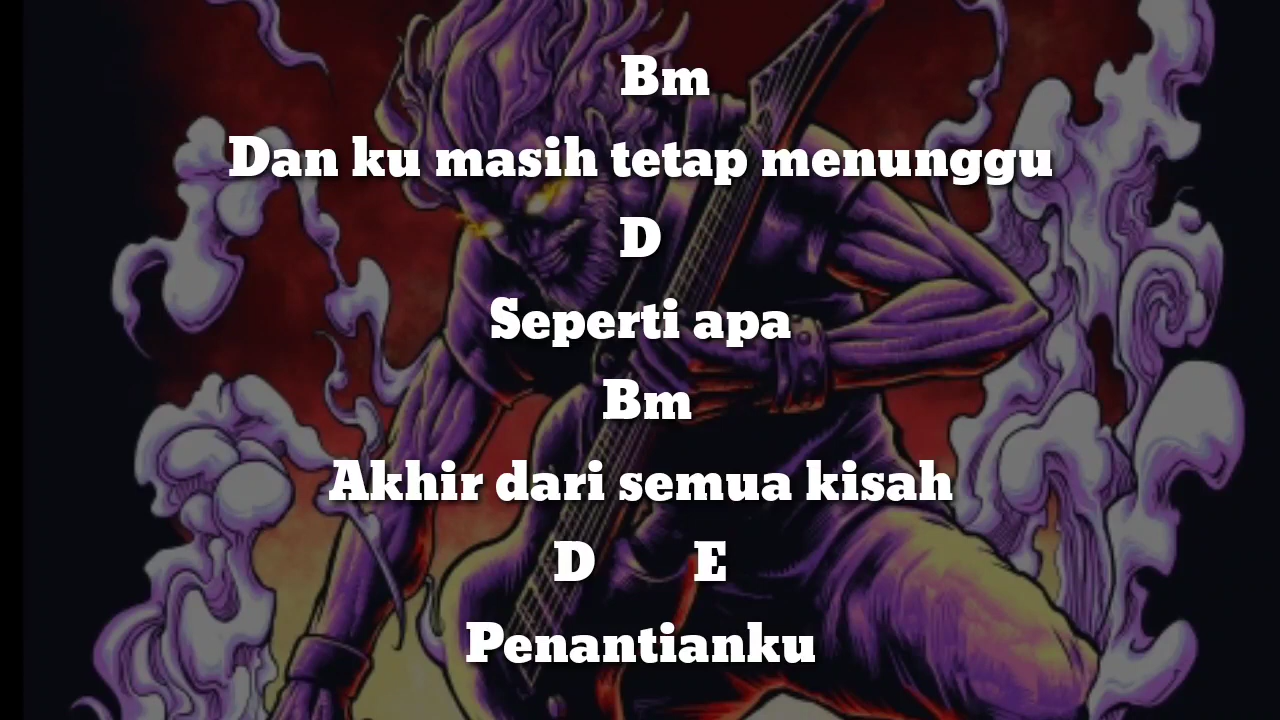 Bm
Dan ku masih tetap menunggu
D
Seperti apa
Bm
Akhir dari semua kisah
D E
Penantianku